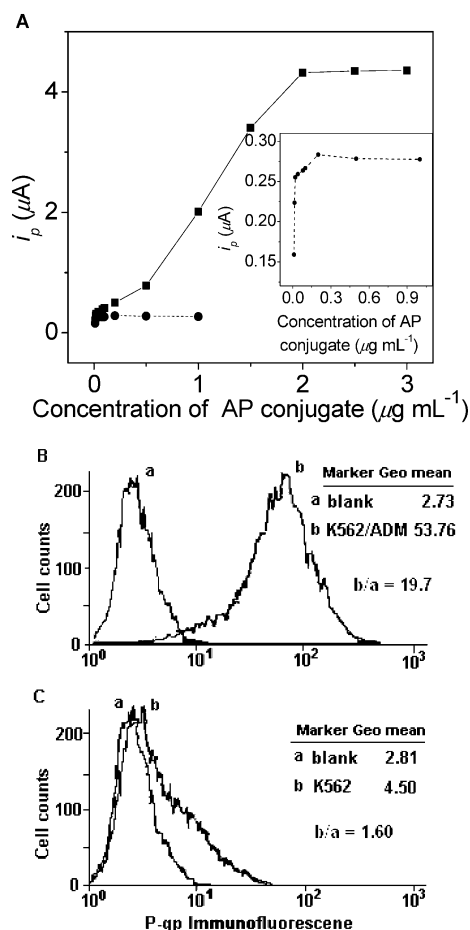 A
4
2
0
i_p (μA)
0 1 2 3
Concentration of AP conjugate (μg mL⁻¹)
0.30
0.25
0.20
0.15
i_p (μA)
0.0 0.3 0.6 0.9
Concentration of AP
conjugate (μg mL⁻¹)
B
a
b
200
100
0
Cell counts
10⁰ 10¹ 10² 10³
Marker Geo mean
a blank 2.73
b K562/ADM 53.76
b/a = 19.7
C
a b
200
100
0
Cell counts
10⁰ 10¹ 10² 10³
Marker Geo mean
a blank 2.81
b K562 4.50
b/a = 1.60
P-gp Immunofluorescene